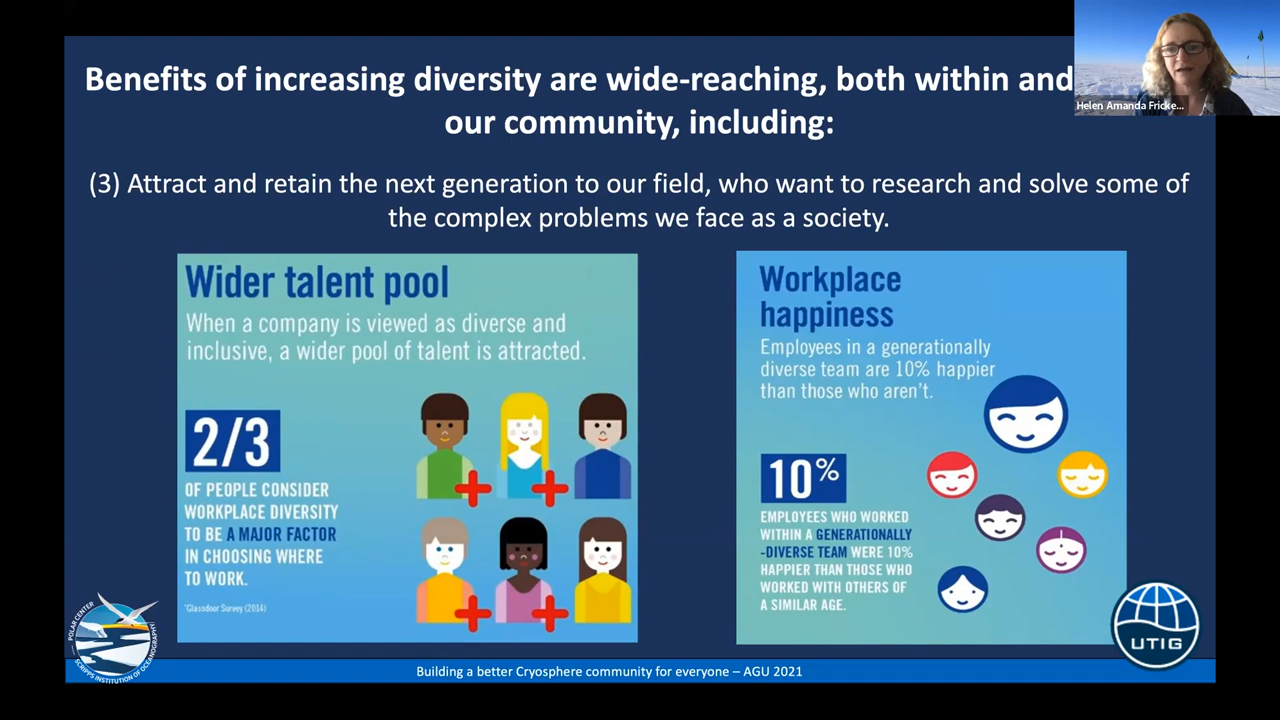 Benefits of increasing diversity are wide-reaching, both within and
our community, including:
Helen Amanda Fricke...
(3) Attract and retain the next generation to our field, who want to research and solve some of
the complex problems we face as a society.
Wider talent pool
When a company is viewed as diverse and
inclusive, a wider pool of talent is attracted.
2/3
OF PEOPLE CONSIDER
WORKPLACE DIVERSITY
TO BE A MAJOR FACTOR
IN CHOOSING WHERE
TO WORK.
*Glassdoor Survey (2014)
Workplace
happiness
Employees in a generationally
diverse team are 10% happier
than those who aren't.
10%
EMPLOYEES WHO WORKED
WITHIN A GENERATIONALLY
-DIVERSE TEAM WERE 10%
HAPPIER THAN THOSE WHO
WORKED WITH OTHERS OF
A SIMILAR AGE.
POLAR CENTER
SCRIPPS INSTITUTION OF OCEANOGRAPHY
UTIG
Building a better Cryosphere community for everyone – AGU 2021